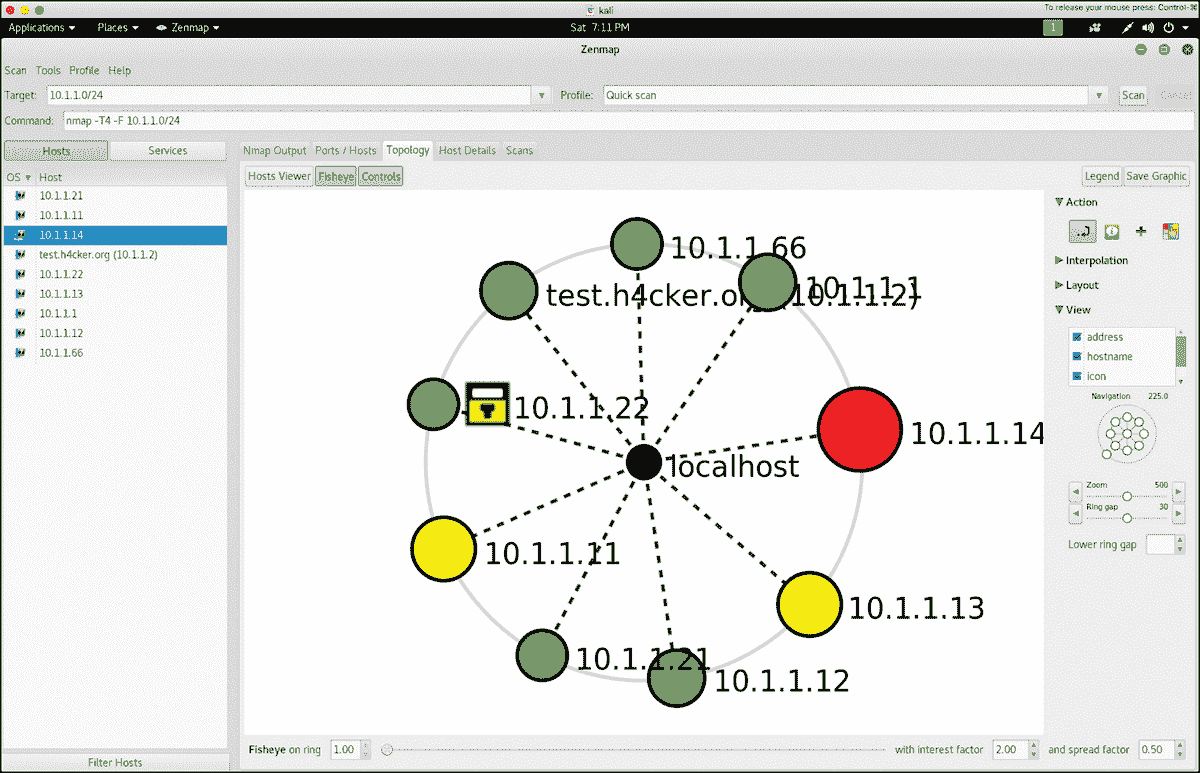 kali
To release your mouse press: Control-⌘
Applications Places Zenmap Sat 7:11 PM 1
Zenmap
Scan Tools Profile Help
Target: 10.1.1.0/24 Profile: Quick scan Scan Cancel
Command: nmap -T4 -F 10.1.1.0/24
Hosts Services
OS Host
10.1.1.21
10.1.1.11
10.1.1.14
test.h4cker.org (10.1.1.2)
10.1.1.22
10.1.1.13
10.1.1.1
10.1.1.12
10.1.1.66
Filter Hosts
Nmap Output Ports / Hosts Topology Host Details Scans
Hosts Viewer Fisheye Controls Legend Save Graphic
10.1.1.66
10.1.1.1
test.h4cker.org (10.1.1.2)
10.1.1.22
10.1.1.14
localhost
10.1.1.11
10.1.1.13
10.1.1.21
10.1.1.12
Action
Interpolation
Layout
View
address
hostname
icon
Navigation 225.0
Zoom 500
Ring gap 30
Lower ring gap
Fisheye on ring 1.00 with interest factor 2.00 and spread factor 0.50